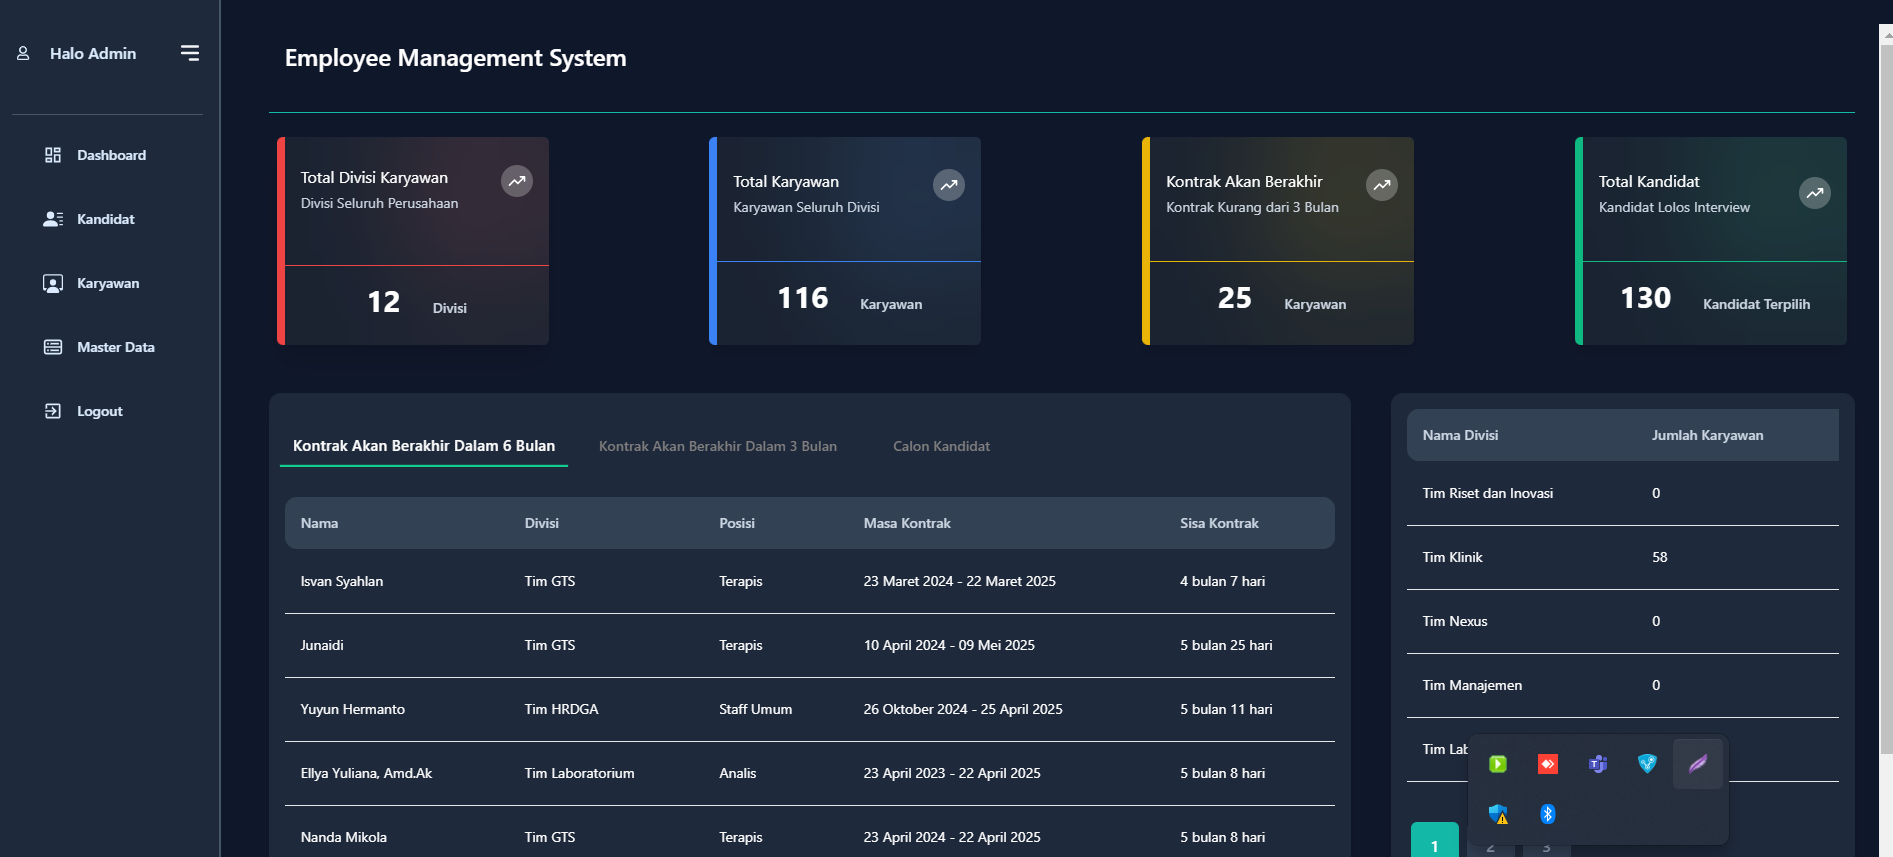 Halo Admin
Dashboard
Kandidat
Karyawan
Master Data
Logout
Employee Management System
Total Divisi Karyawan
Divisi Seluruh Perusahaan
12 Divisi
Total Karyawan
Karyawan Seluruh Divisi
116 Karyawan
Kontrak Akan Berakhir
Kontrak Kurang dari 3 Bulan
25 Karyawan
Total Kandidat
Kandidat Lolos Interview
130 Kandidat Terpilih
Kontrak Akan Berakhir Dalam 6 Bulan Kontrak Akan Berakhir Dalam 3 Bulan Calon Kandidat
Nama Divisi Posisi Masa Kontrak Sisa Kontrak
Isvan Syahlan Tim GTS Terapis 23 Maret 2024 - 22 Maret 2025 4 bulan 7 hari
Junaidi Tim GTS Terapis 10 April 2024 - 09 Mei 2025 5 bulan 25 hari
Yuyun Hermanto Tim HRDGA Staff Umum 26 Oktober 2024 - 25 April 2025 5 bulan 11 hari
Ellya Yuliana, Amd.Ak Tim Laboratorium Analis 23 April 2023 - 22 April 2025 5 bulan 8 hari
Nanda Mikola Tim GTS Terapis 23 April 2024 - 22 April 2025 5 bulan 8 hari
Nama Divisi Jumlah Karyawan
Tim Riset dan Inovasi 0
Tim Klinik 58
Tim Nexus 0
Tim Manajemen 0
Tim Lab
1 2 3